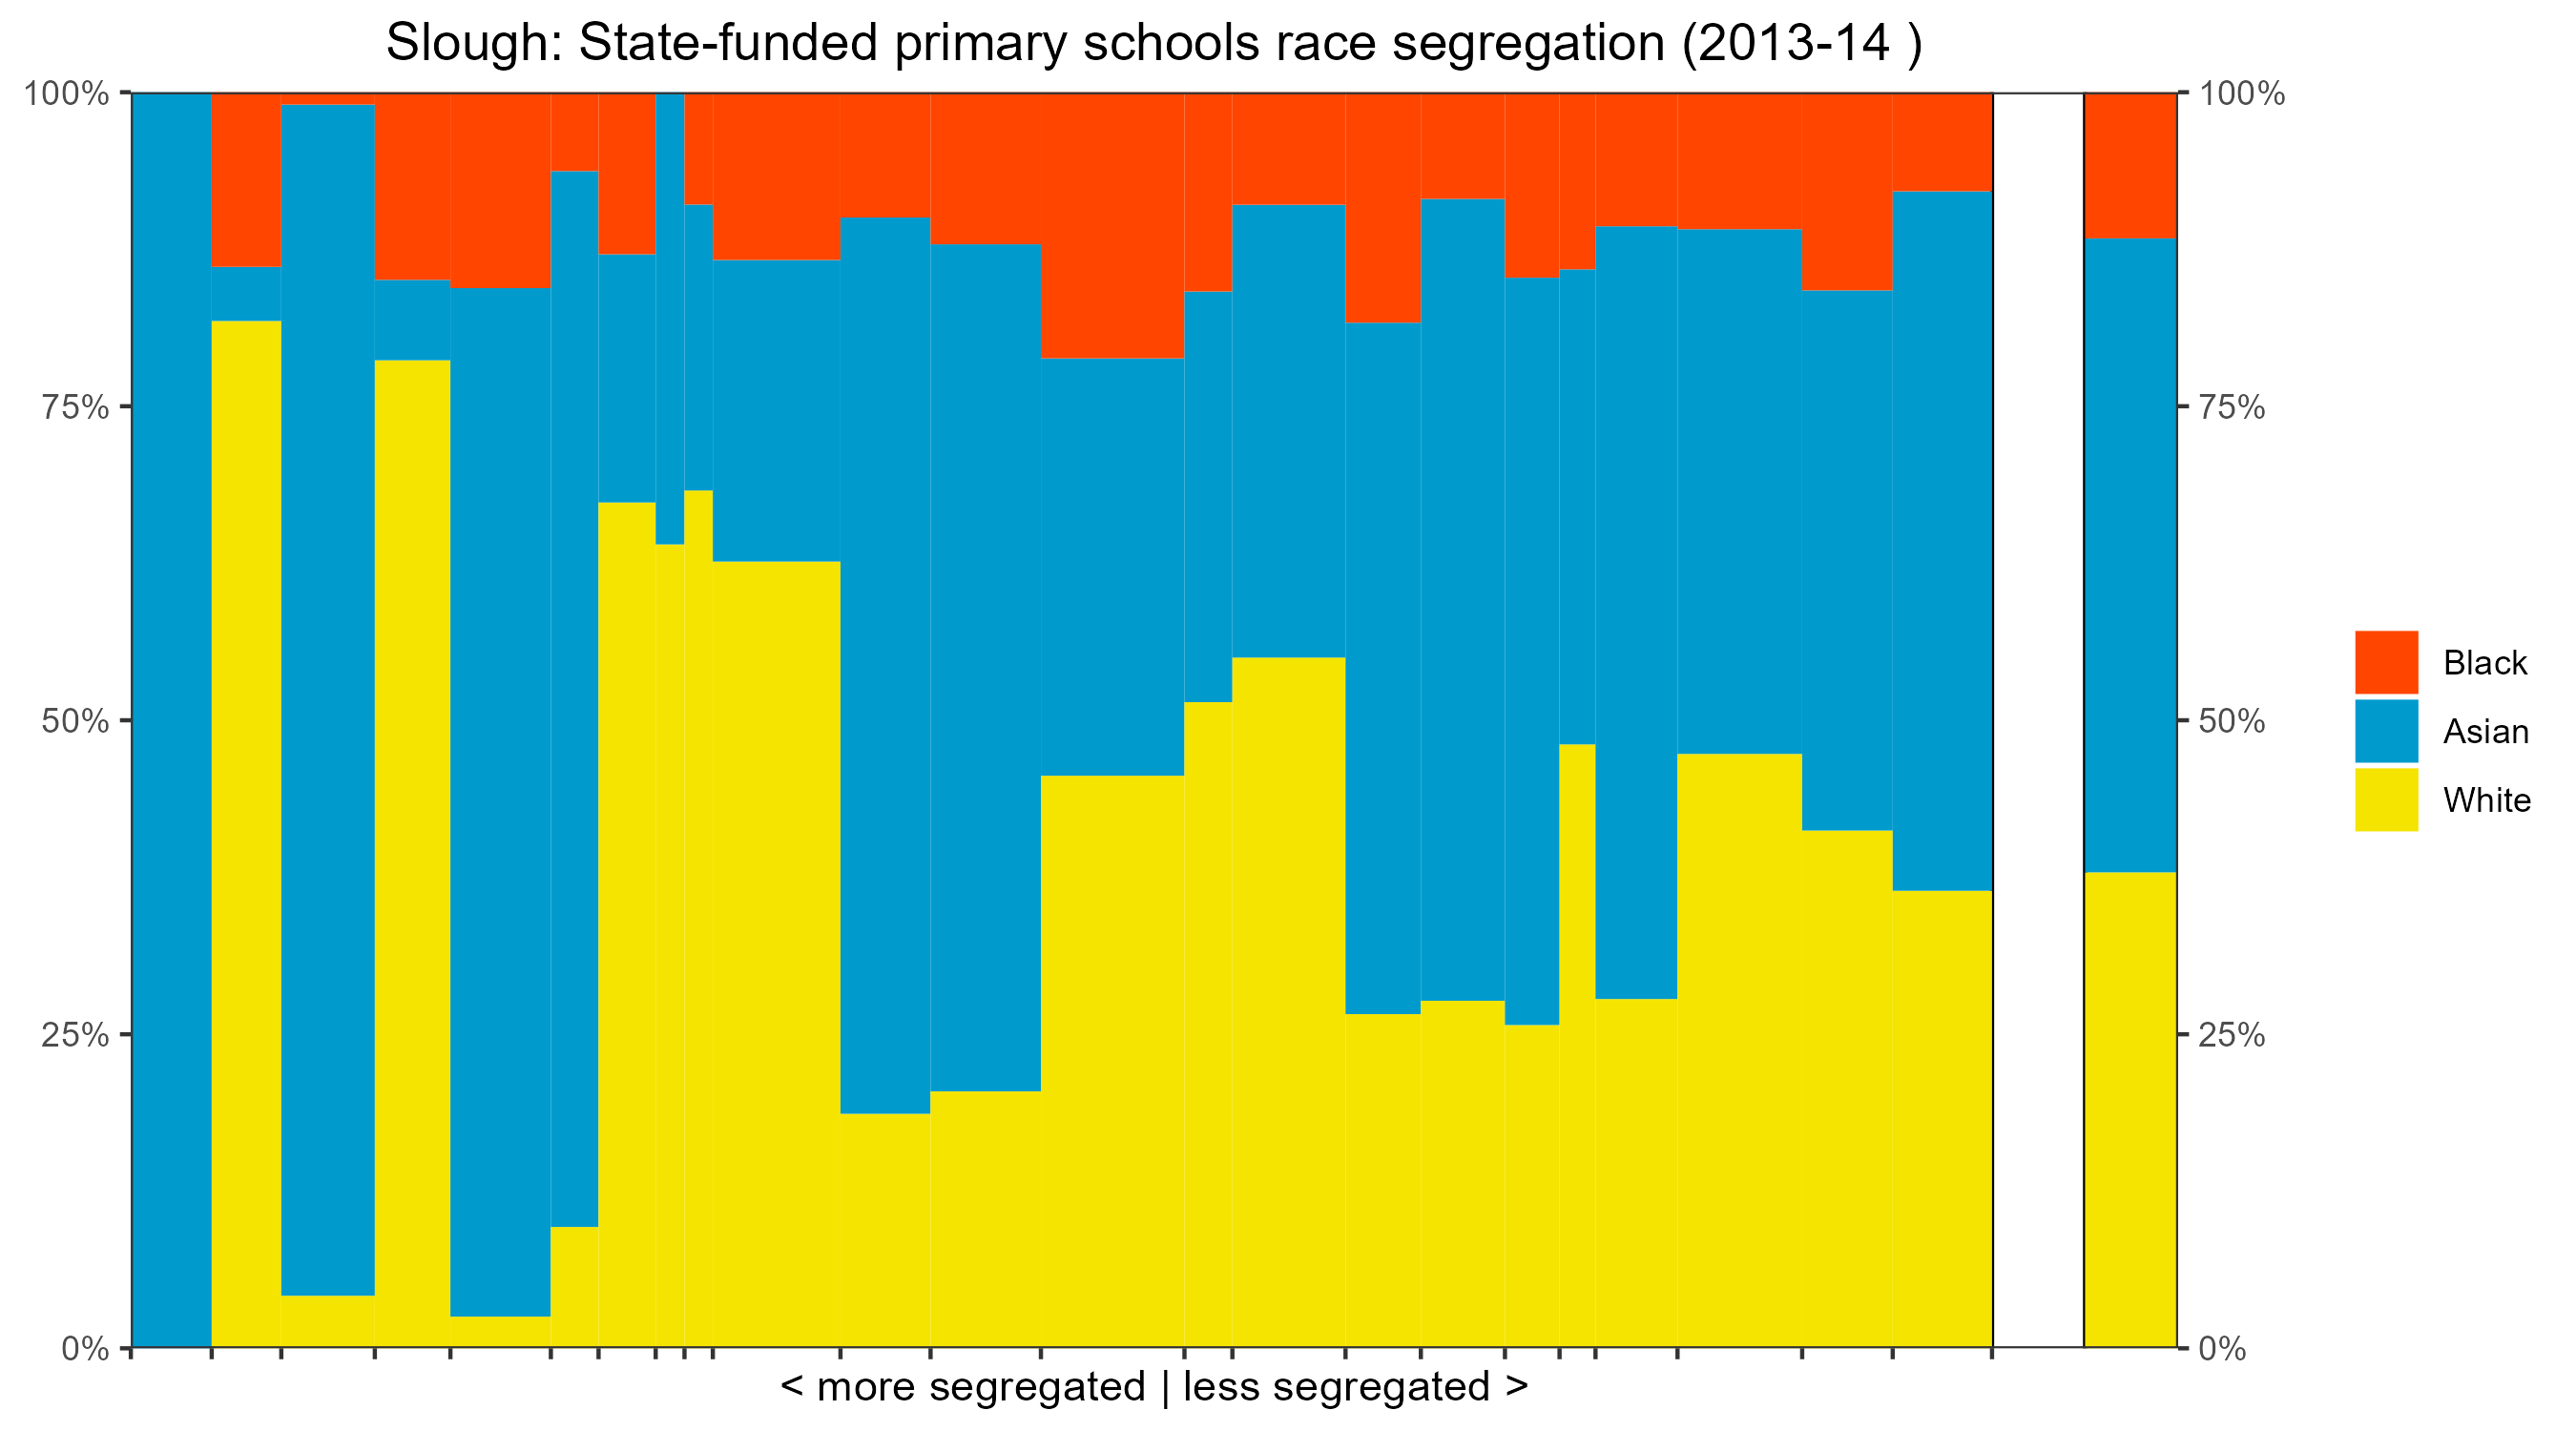 Slough: State-funded primary schools race segregation (2013-14 )
100%
75%
50%
25%
0%
100%
75%
50%
25%
0%
Black
Asian
White
< more segregated | less segregated >